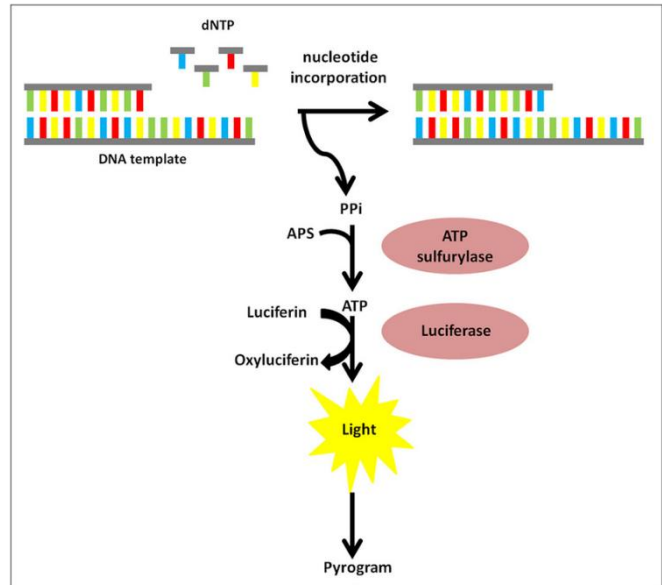 dNTP
nucleotide
incorporation
DNA template
PPi
APS
ATP
sulfurylase
ATP
Luciferin
Luciferase
Oxyluciferin
Light
Pyrogram